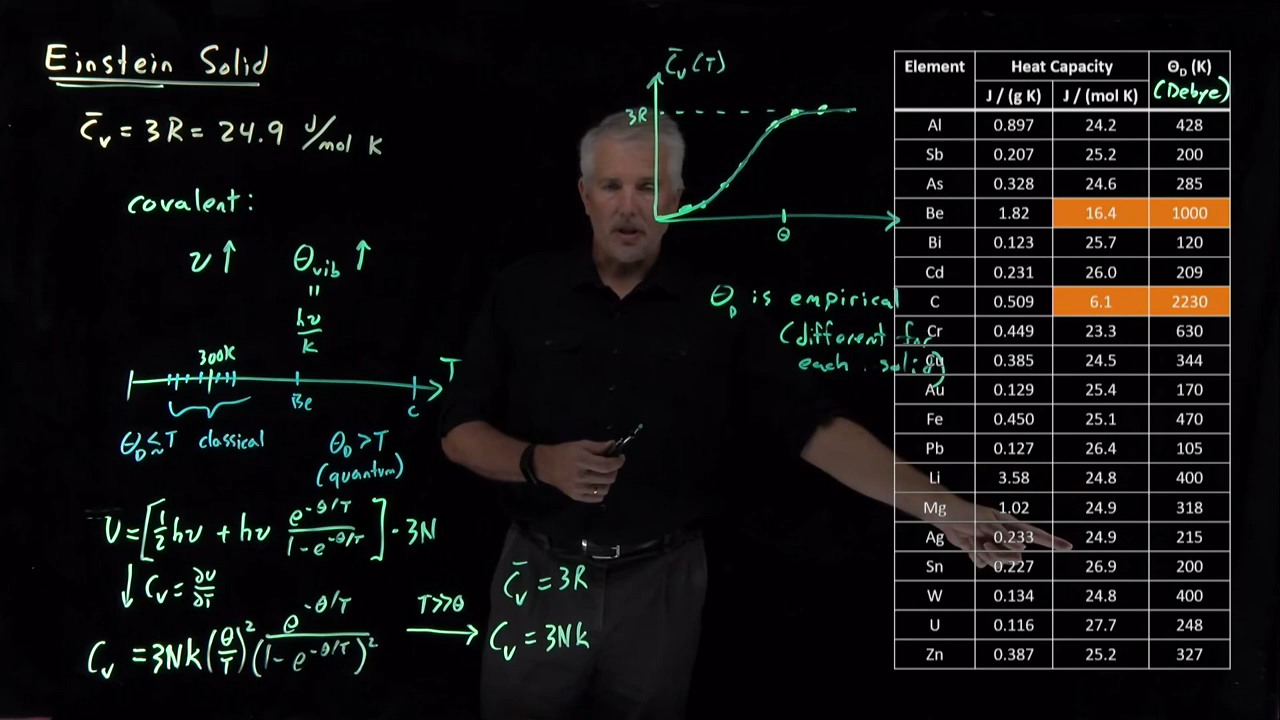 Einstein Solid
C̄ᵥ = 3R = 24.9 J/mol K
covalent:
ν↑ Θvib ↑
"
hν
k
300K
T
Be
C
Θ_D ≲ T classical
Θ_D > T
(quantum)
U = [½hν + hν e^(-Θ/T) / (1-e^(-Θ/T))] · 3N
↓ Cᵥ = ∂U/∂T
Cᵥ = 3Nk (Θ/T)² e^(-Θ/T) / (1-e^(-Θ/T))²
T>>Θ
C̄ᵥ = 3R
Cᵥ = 3Nk
C̄ᵥ(T)
3R
Θ
Θ_D is empirical
(different for
each solid)
Element Heat Capacity Θ_D (K)
J / (g K) J / (mol K) (Debye)
Al 0.897 24.2 428
Sb 0.207 25.2 200
As 0.328 24.6 285
Be 1.82 16.4 1000
Bi 0.123 25.7 120
Cd 0.231 26.0 209
C 0.509 6.1 2230
Cr 0.449 23.3 630
Cu 0.385 24.5 344
Au 0.129 25.4 170
Fe 0.450 25.1 470
Pb 0.127 26.4 105
Li 3.58 24.8 400
Mg 1.02 24.9 318
Ag 0.233 24.9 215
Sn 0.227 26.9 200
W 0.134 24.8 400
U 0.116 27.7 248
Zn 0.387 25.2 327